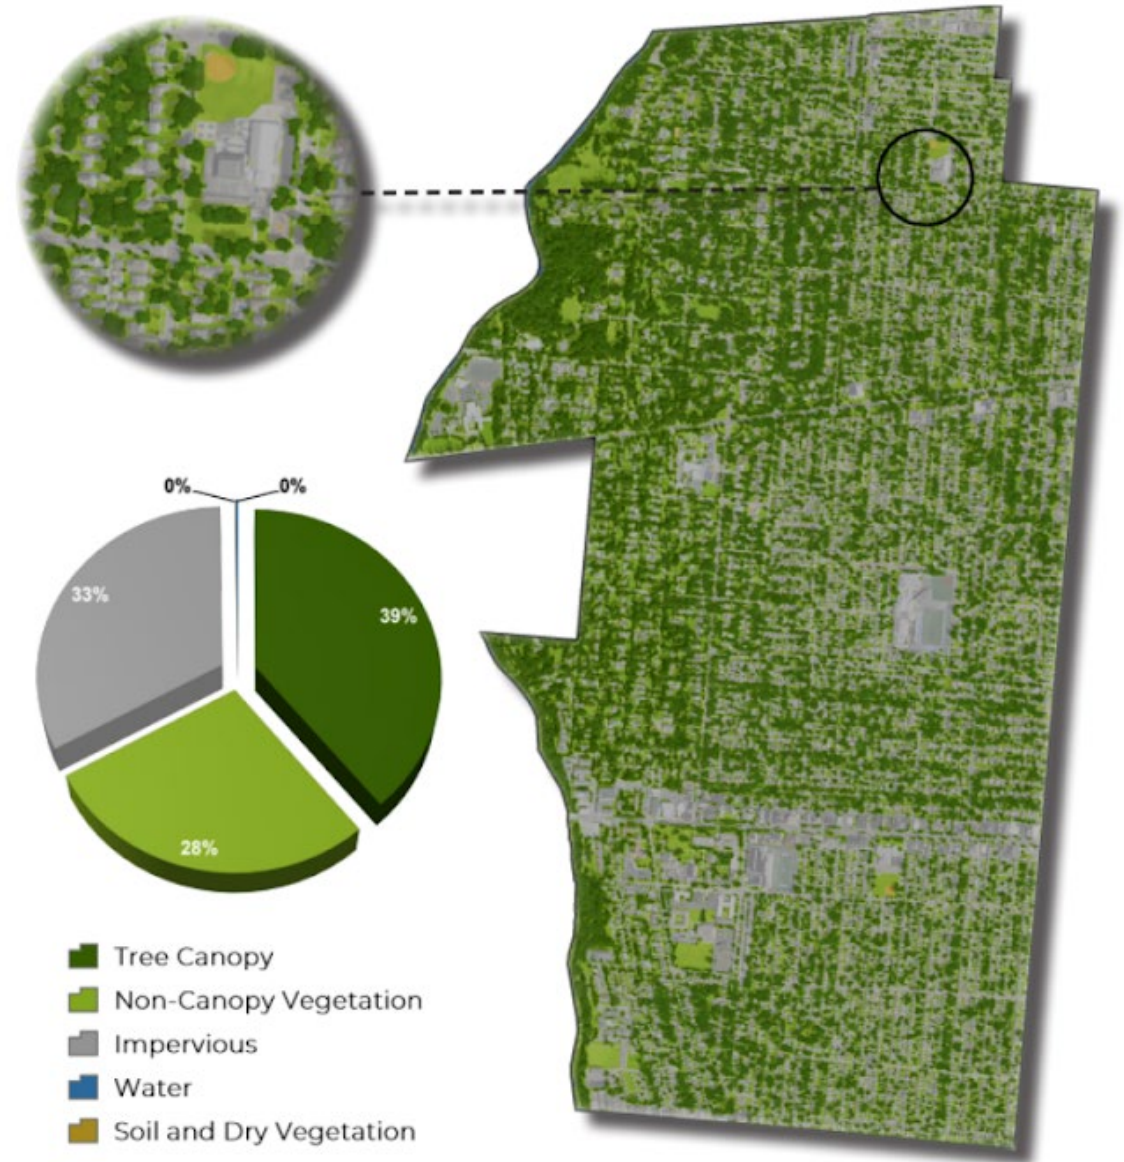 0%
0%
33%
39%
28%
Tree Canopy
Non-Canopy Vegetation
Impervious
Water
Soil and Dry Vegetation